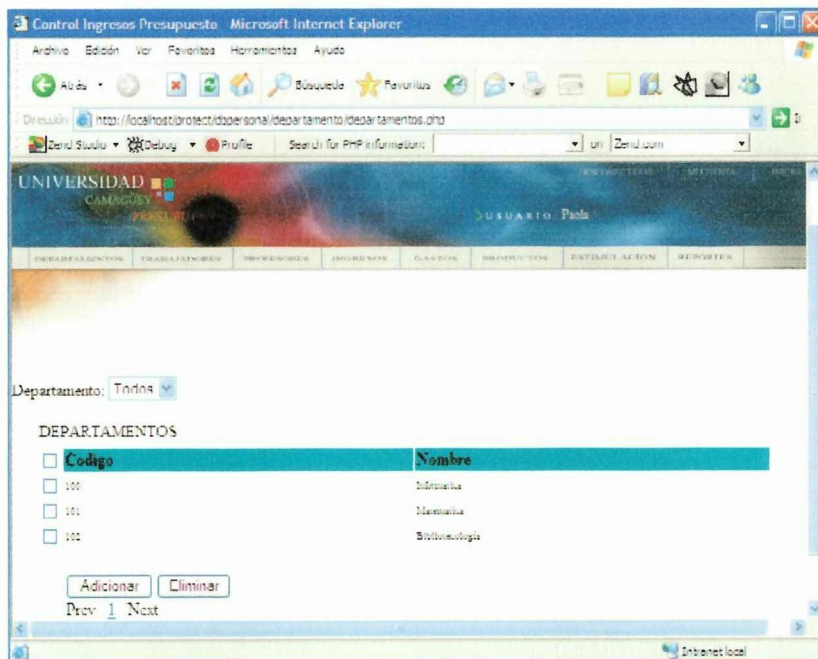 Control Ingresos Presupuesto Microsoft Internet Explorer
Archivo Edición Ver Favoritos Herramientas Ayuda
Atrás Búsqueda Favoritos
Dirección http://localhost/protect/dbpersonal/departamento/departamentos.php
Zend Studio Debug Profile Search for PHP information: on Zend.com
UNIVERSIDAD
CAMAGÜEY
USUARIO Paola
DEPARTAMENTOS TRABAJADORES PROFESORES INGRESOS GASTOS PRODUCTOS ESTIMULACION REPORTES
Departamento: Todos
DEPARTAMENTOS
Codigo Nombre
100 Informatica
101 Matematica
102 Bibliotecología
Adicionar Eliminar
Prev 1 Next
Intranet local